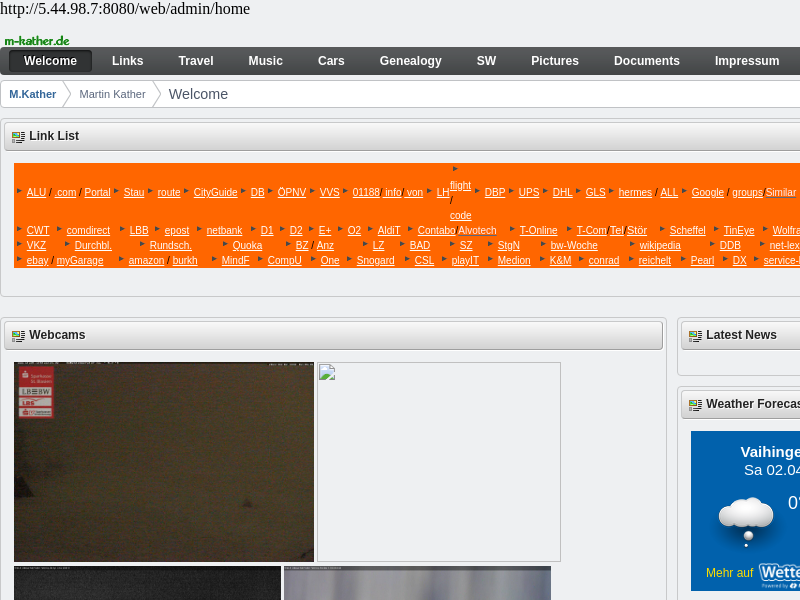 http://5.44.98.7:8080/web/admin/home
m-kather.de
Welcome Links Travel Music Cars Genealogy SW Pictures Documents Impressum
M.Kather Martin Kather Welcome
Link List
ALU / .com / Portal Stau route CityGuide DB ÖPNV VVS 01188/ info/ von LH flight / code DBP UPS DHL GLS hermes / ALL Google / groups/Similar
CWT comdirect LBB epost netbank D1 D2 E+ O2 AldiT Contabo/Alvotech T-Online T-Com/Tel/Stör Scheffel TinEye Wolfra
VKZ Durchbl. Rundsch. Quoka BZ / Anz LZ BAD SZ StgN bw-Woche wikipedia DDB net-lex
ebay / myGarage amazon / burkh MindF CompU One Snogard CSL playIT Medion K&M conrad reichelt Pearl DX service-
Webcams
Latest News
Sparkasse
LBBW
LBS
Weather Forecas
Vaihinge
Sa 02.04
0°
Mehr auf Wette
Powered by